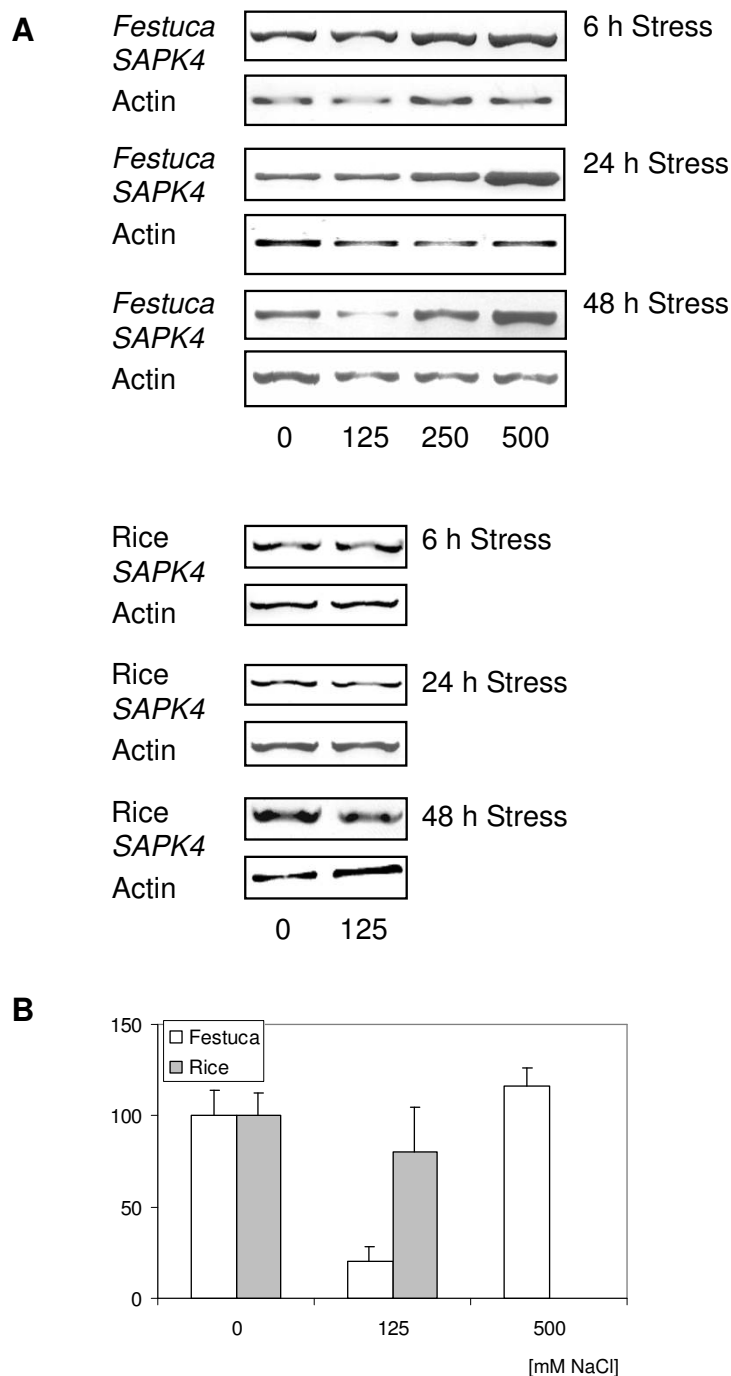 A
Festuca 6 h Stress
SAPK4
Actin
Festuca 24 h Stress
SAPK4
Actin
Festuca 48 h Stress
SAPK4
Actin
0 125 250 500
Rice 6 h Stress
SAPK4
Actin
Rice 24 h Stress
SAPK4
Actin
Rice 48 h Stress
SAPK4
Actin
0 125
B
150
Festuca
Rice
100
50
0
0 125 500
[mM NaCl]